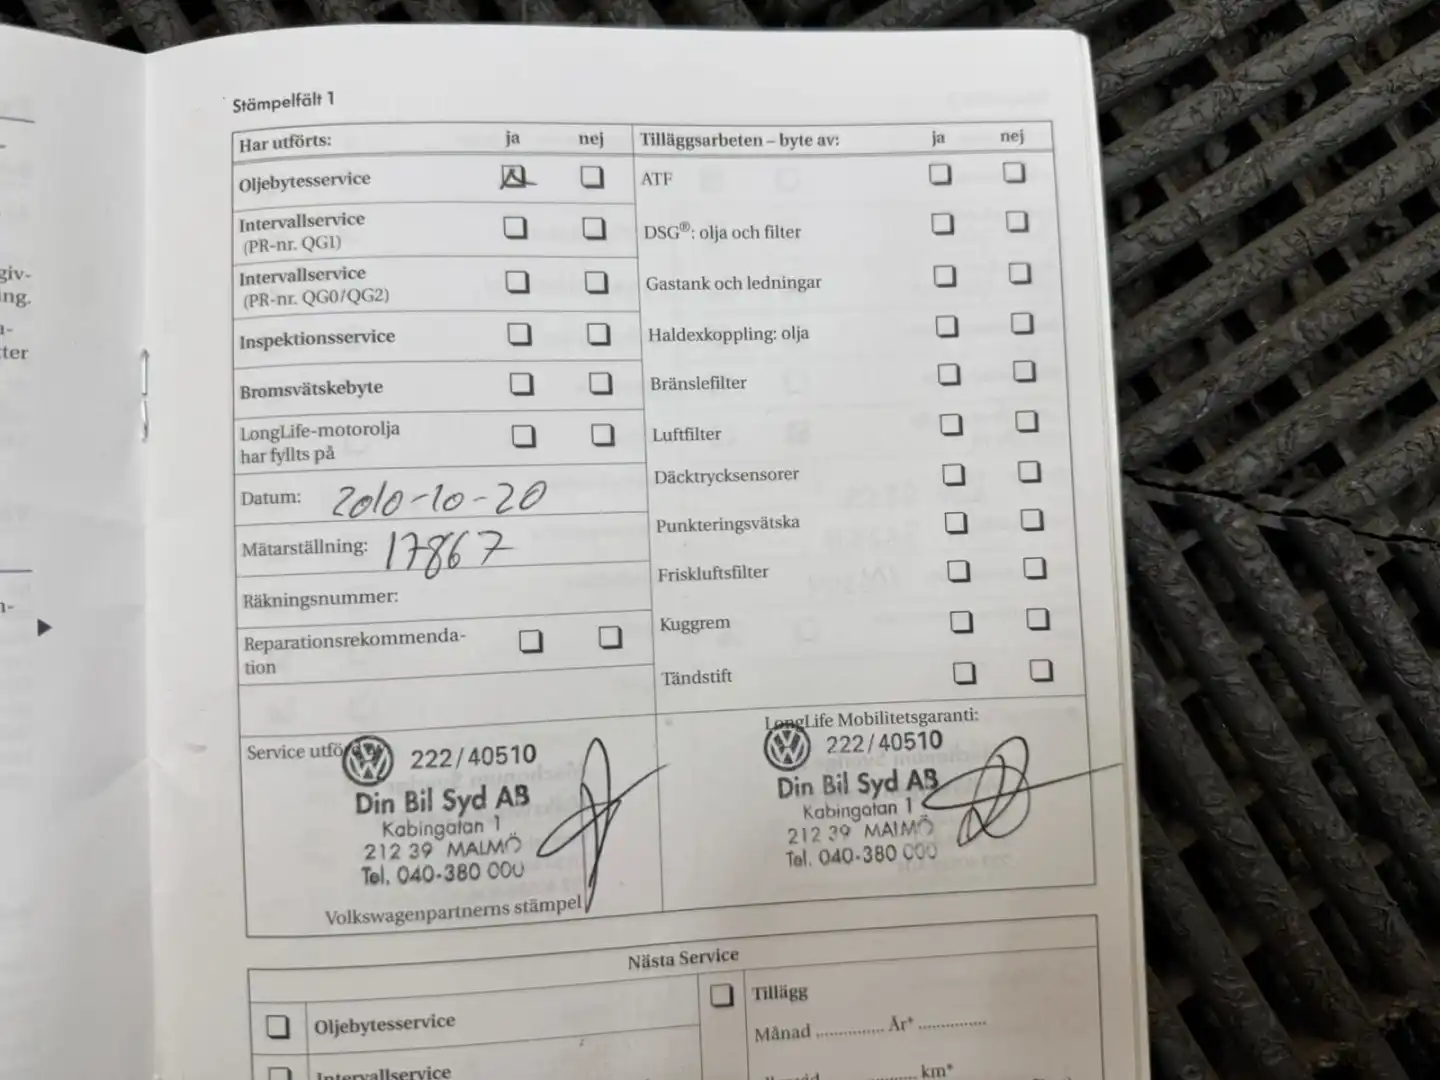 giv-
ing.
ter
Stämpelfält 1
Har utförts: ja nej
Oljebytesservice
Intervallservice
(PR-nr. QG1)
Intervallservice
(PR-nr. QG0/QG2)
Inspektionsservice
Bromsvätskebyte
LongLife-motorolja
har fyllts på
Datum: 2010-10-20
Mätarställning: 17867
Räkningsnummer:
Reparationsrekommenda-
tion
Tilläggsarbeten – byte av: ja nej
ATF
DSG®: olja och filter
Gastank och ledningar
Haldexkoppling: olja
Bränslefilter
Luftfilter
Däcktrycksensorer
Punkteringsvätska
Friskluftsfilter
Kuggrem
Tändstift
Service utfö
222/40510
Din Bil Syd AB
Kabingatan 1
212 39 MALMÖ
Tel. 040-380 000
Volkswagenpartnerns stämpel
LongLife Mobilitetsgaranti:
222/40510
Din Bil Syd AB
Kabingatan 1
212 39 MALMÖ
Tel. 040-380 000
Nästa Service
Oljebytesservice
Intervallservice
Tillägg
Månad .............. År* ..............
km*